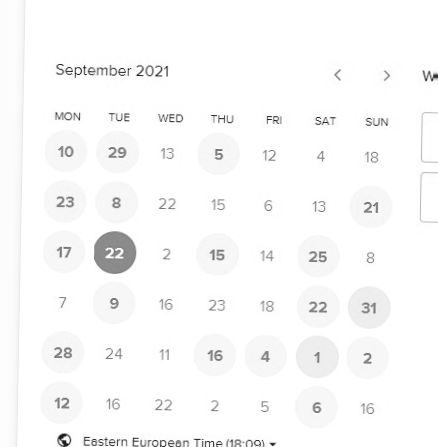 September 2021 < > W
MON TUE WED THU FRI SAT SUN
10 29 13 5 12 4 18
23 8 22 15 6 13 21
17 22 2 15 14 25 8
7 9 16 23 18 22 31
28 24 11 16 4 1 2
12 16 22 2 5 6 16
Eastern European Time (18:09)